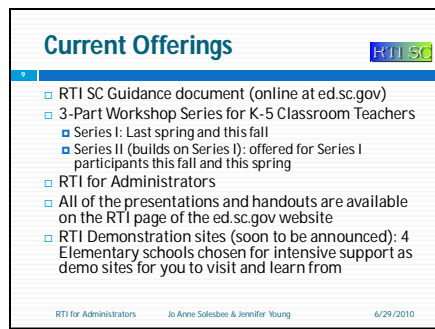 Current Offerings
RTI SC
9
RTI SC Guidance document (online at ed.sc.gov)
3-Part Workshop Series for K-5 Classroom Teachers
Series I: Last spring and this fall
Series II (builds on Series I): offered for Series I
participants this fall and this spring
RTI for Administrators
All of the presentations and handouts are available
on the RTI page of the ed.sc.gov website
RTI Demonstration sites (soon to be announced): 4
Elementary schools chosen for intensive support as
demo sites for you to visit and learn from
RTI for Administrators Jo Anne Solesbee & Jennifer Young 6/29/2010